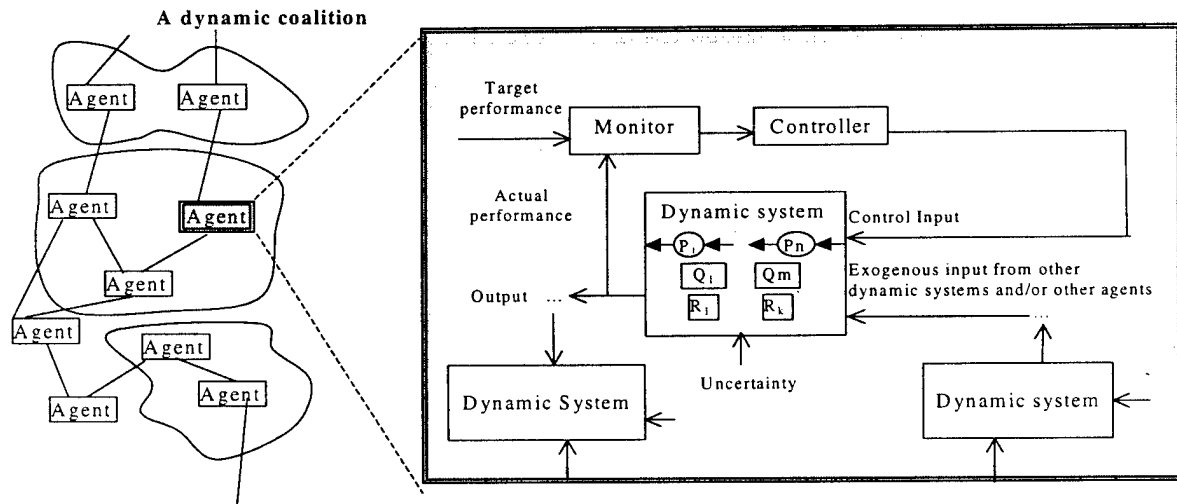 A dynamic coalition
Agent
Agent
Agent
Agent
Agent
Agent
Agent
Agent
Agent
Target
performance
Monitor
Controller
Actual
performance
Dynamic system
Control Input
P₁
Pn
Q₁
Qm
R₁
Rₖ
Exogenous input from other
dynamic systems and/or other agents
Output ...
...
Uncertainty
Dynamic System
Dynamic system